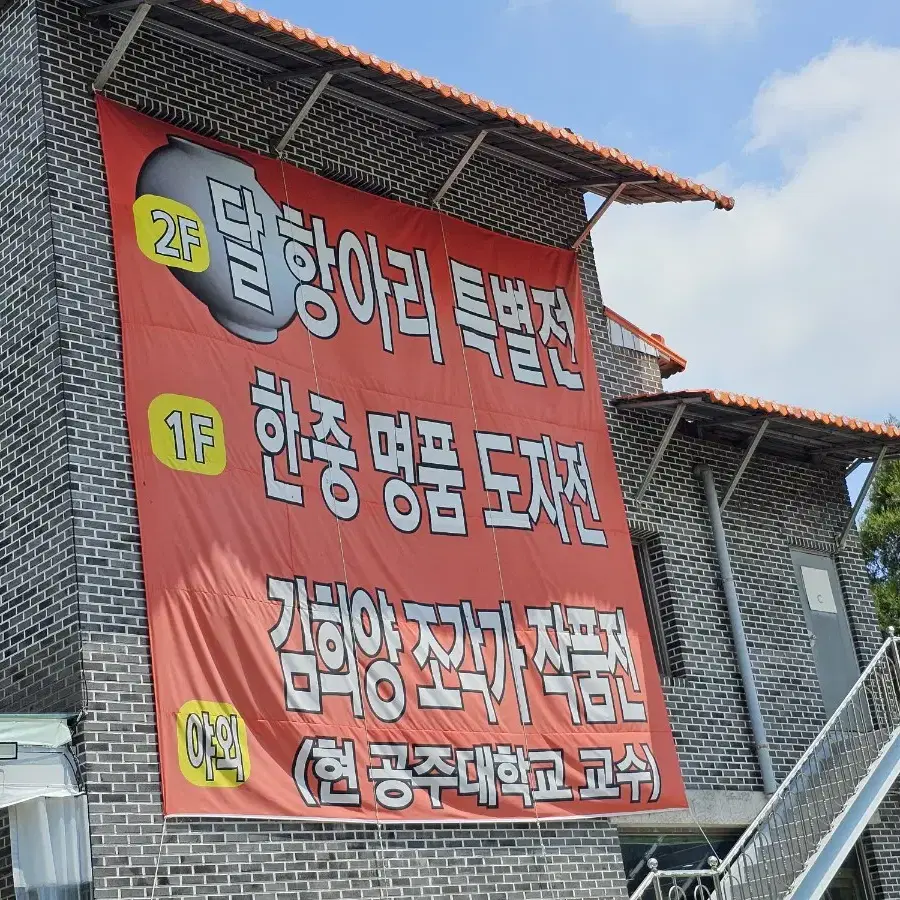 2F 달항아리 특별전
1F 한·중 명품 도자전
김희양 조각가 작품전
야외 (현 공주대학교 교수)